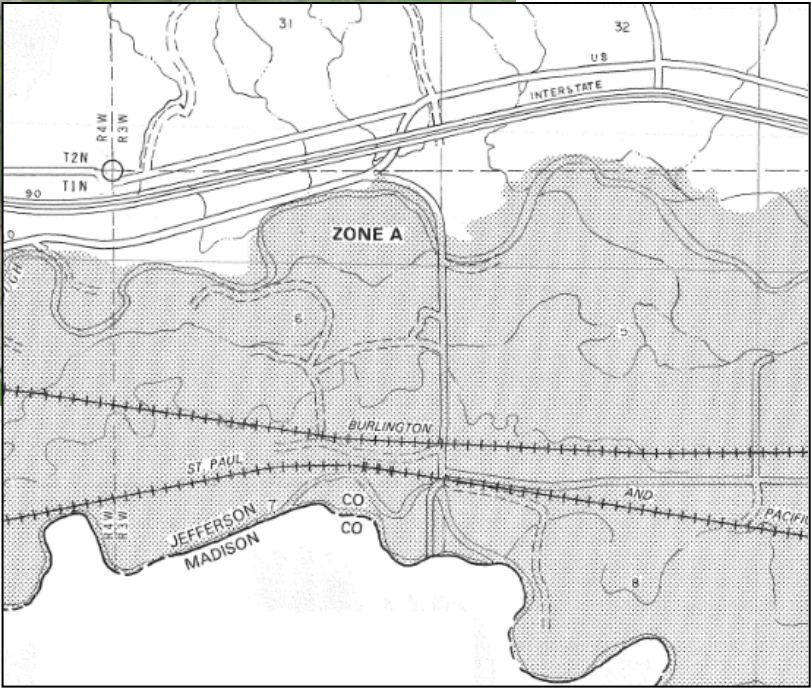 31
32
US
INTERSTATE
R4W
R3W
T2N
T1N
90
ZONE A
6
5
BURLINGTON
ST. PAUL
AND
PACIFI
7
CO
CO
JEFFERSON
MADISON
R4W
R3W
8